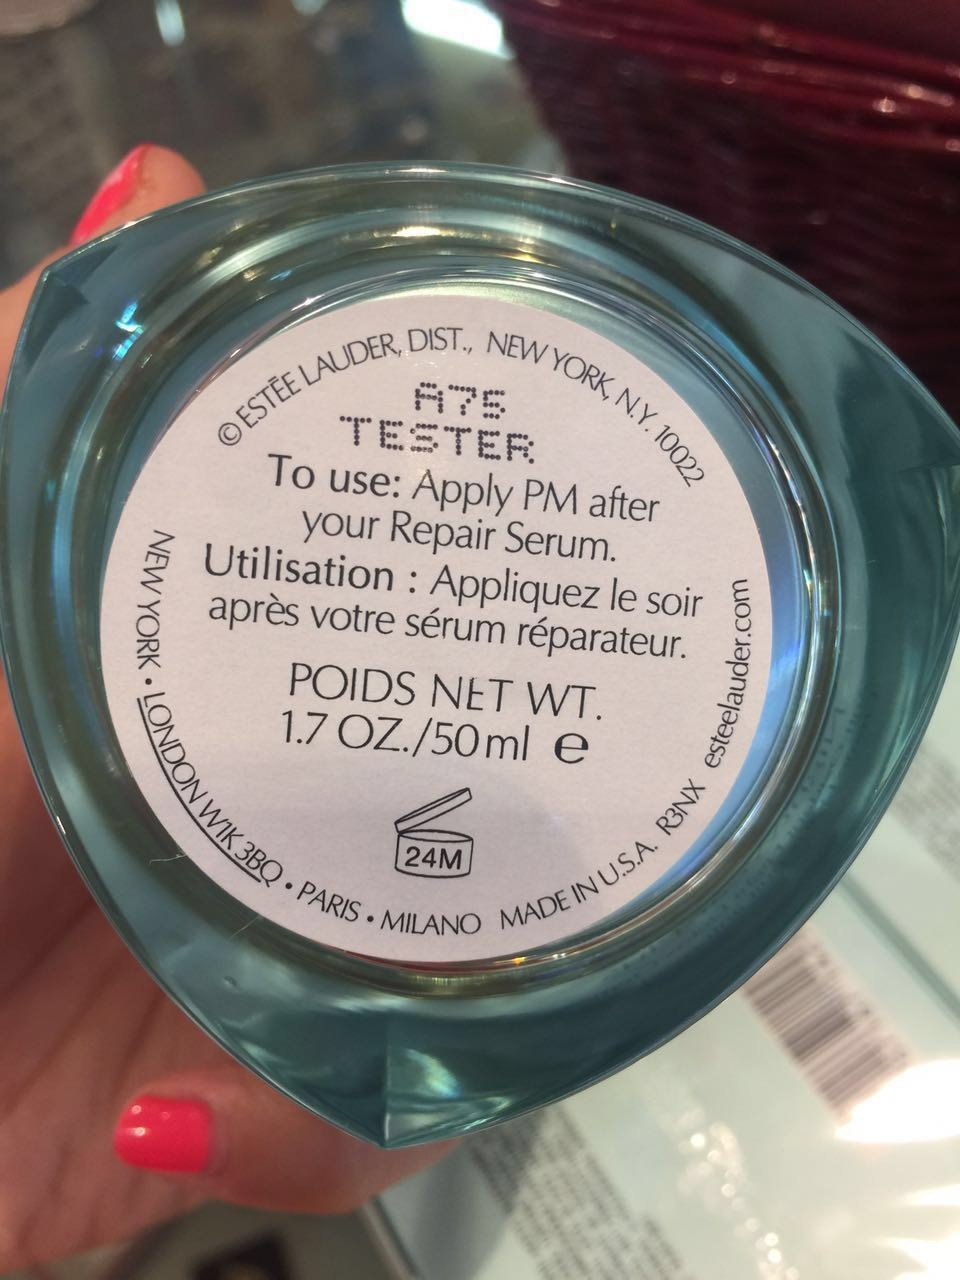 © ESTĒE LAUDER, DIST., NEW YORK, N.Y. 10022
A75
TESTER
To use: Apply PM after
your Repair Serum.
Utilisation : Appliquez le soir
après votre sérum réparateur.
POIDS NET WT.
1.7 OZ./50ml e
24M
NEW YORK • LONDON W1K 3BQ • PARIS • MILANO MADE IN U.S.A. R3NX esteelauder.com